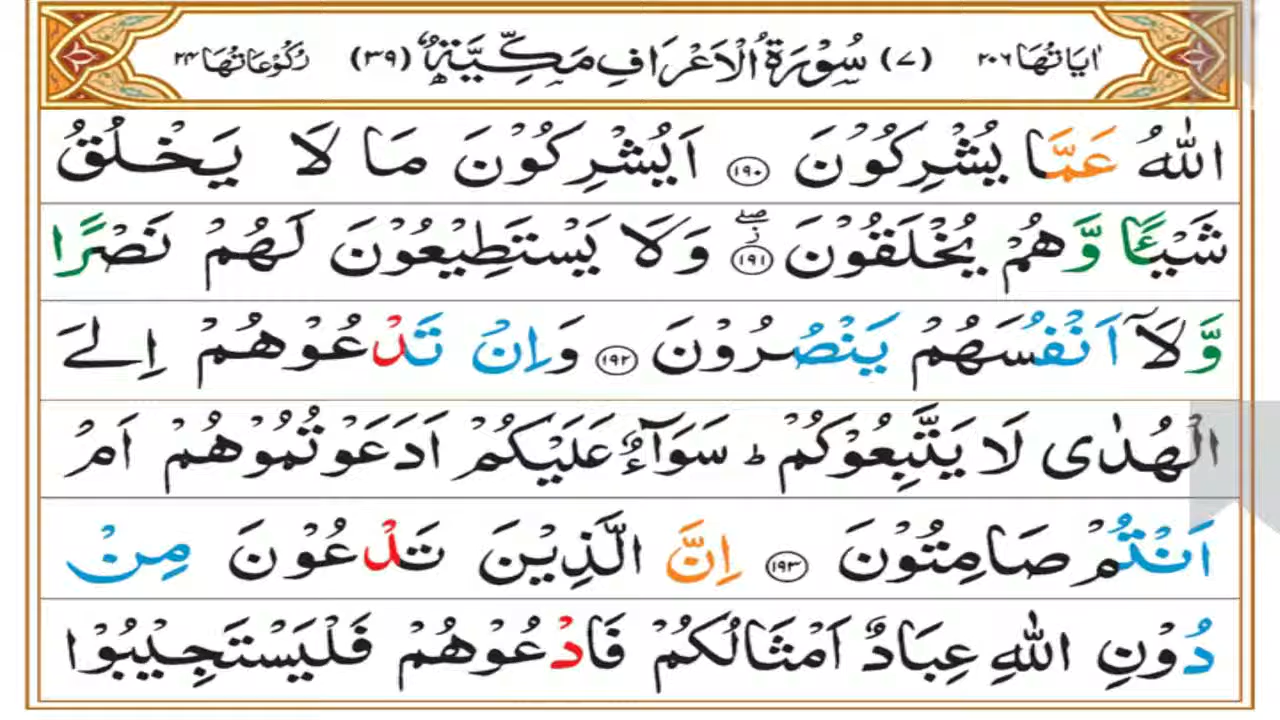 اٰیَاتُهَا ۲۰۶ (۷) سُوْرَةُ الْاَعْرَافِ مَكِّيَّةٌ (۳۹) رُكُوْعَاتُهَا ۲۴
اللّٰهُ عَمَّا يُشْرِكُوْنَ ۱۹۰ اَيُشْرِكُوْنَ مَا لَا يَخْلُقُ
شَيْـًٔا وَّهُمْ يُخْلَقُوْنَ ۱۹۱ ۖز وَلَا يَسْتَطِيْعُوْنَ لَهُمْ نَصْرًا
وَّلَآ اَنْفُسَهُمْ يَنْصُرُوْنَ ۱۹۲ وَاِنْ تَدْعُوْهُمْ اِلَى
الْهُدٰى لَا يَتَّبِعُوْكُمْ ؕ سَوَآءٌ عَلَيْكُمْ اَدَعَوْتُمُوْهُمْ اَمْ
اَنْتُمْ صَامِتُوْنَ ۱۹۳ اِنَّ الَّذِيْنَ تَدْعُوْنَ مِنْ
دُوْنِ اللّٰهِ عِبَادٌ اَمْثَالُكُمْ فَادْعُوْهُمْ فَلْيَسْتَجِيْبُوْا